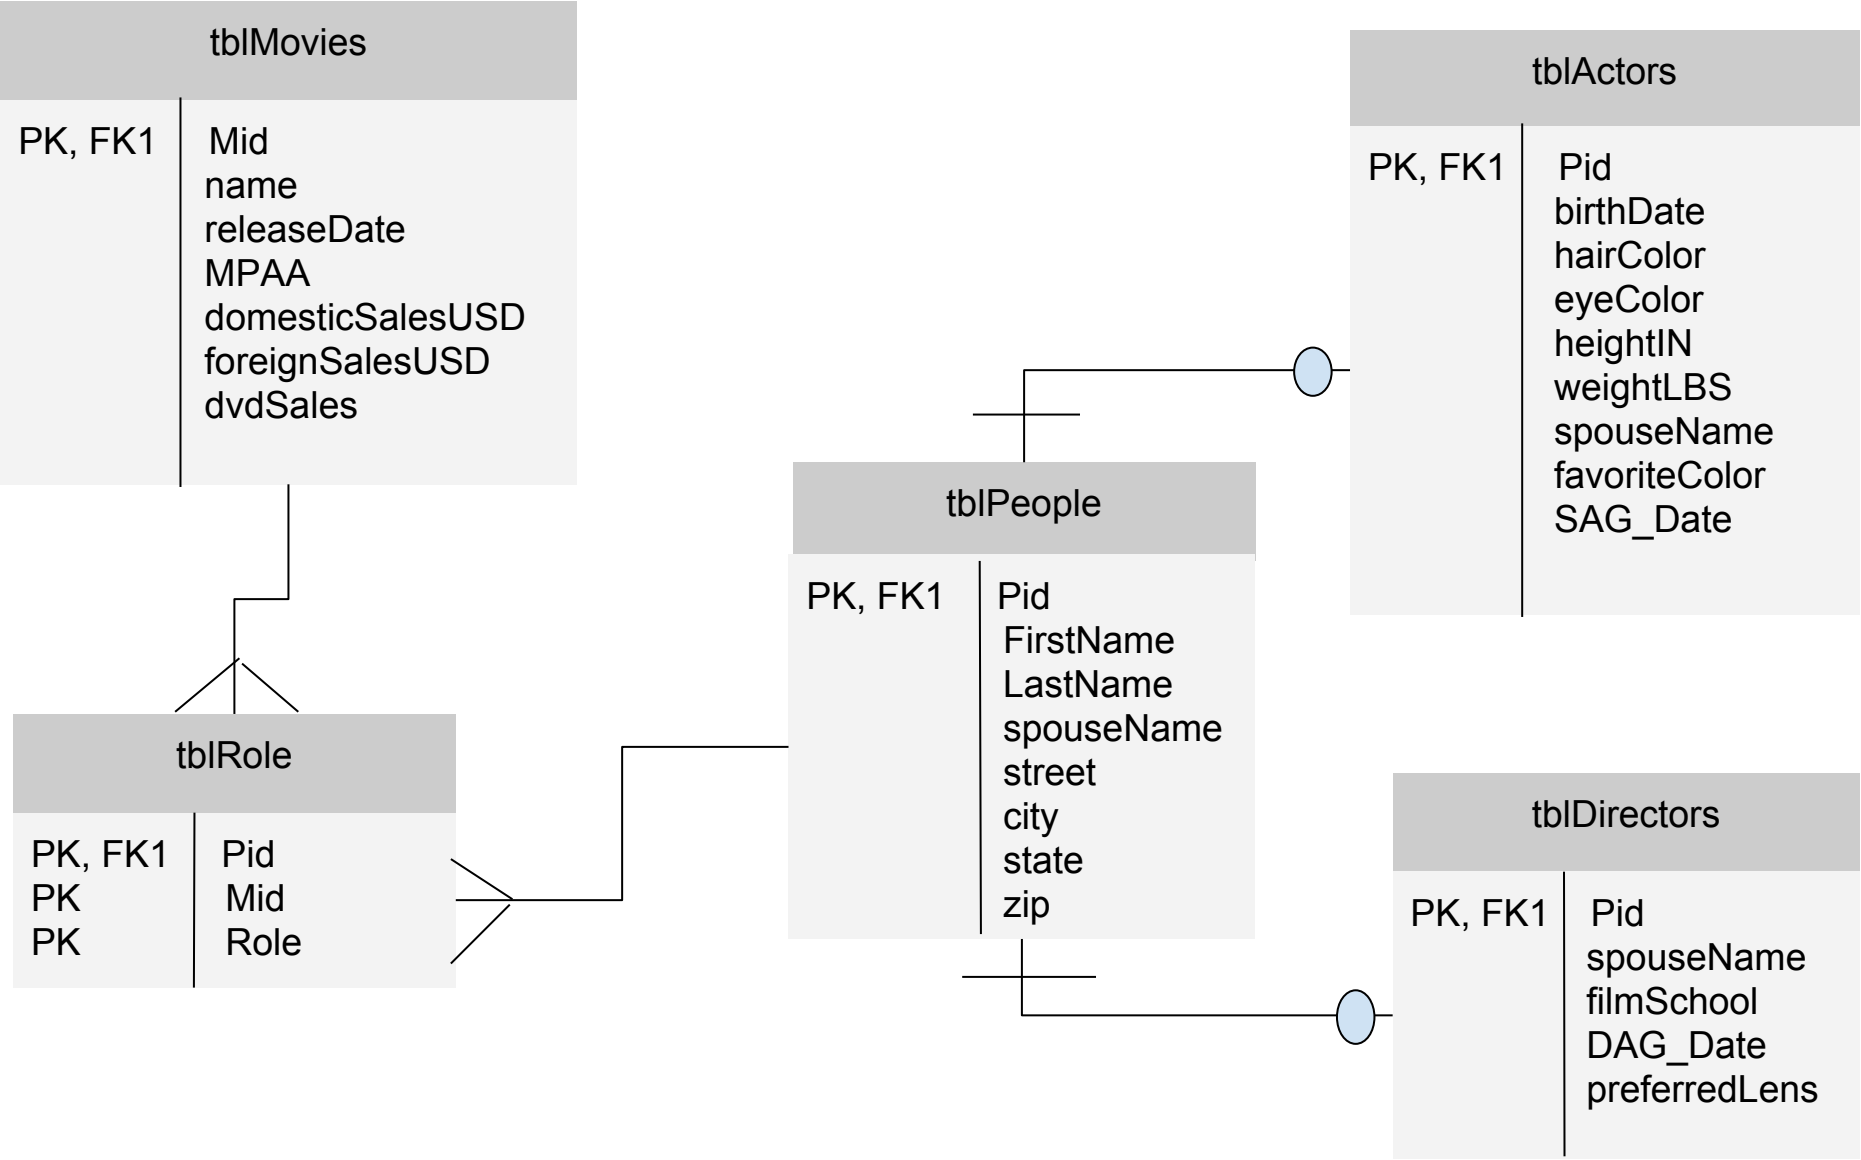 tblMovies
PK, FK1 Mid
name
releaseDate
MPAA
domesticSalesUSD
foreignSalesUSD
dvdSales
tblActors
PK, FK1 Pid
birthDate
hairColor
eyeColor
heightIN
weightLBS
spouseName
favoriteColor
SAG_Date
tblPeople
PK, FK1 Pid
FirstName
LastName
spouseName
street
city
state
zip
tblRole
PK, FK1 Pid
PK Mid
PK Role
tblDirectors
PK, FK1 Pid
spouseName
filmSchool
DAG_Date
preferredLens